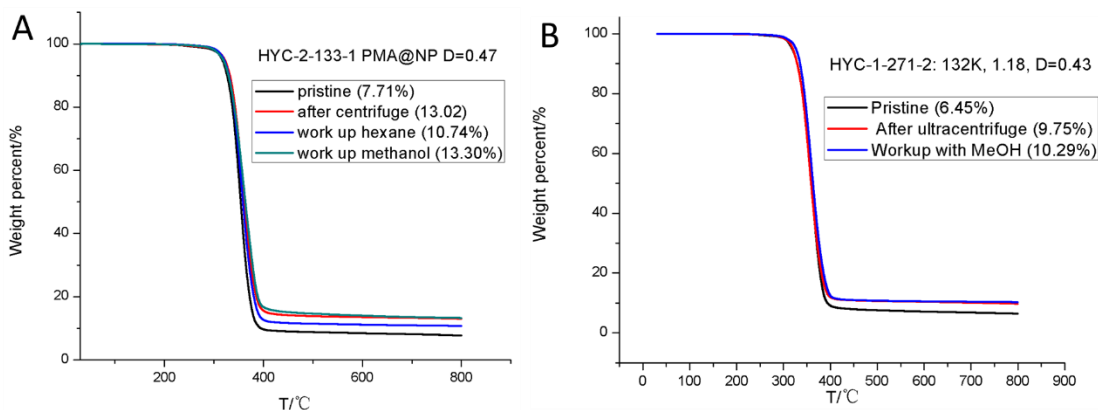 A
HYC-2-133-1 PMA@NP D=0.47
pristine (7.71%)
after centrifuge (13.02)
work up hexane (10.74%)
work up methanol (13.30%)
Weight percent/%
100
80
60
40
20
0
200
400
600
800
T/℃
B
HYC-1-271-2: 132K, 1.18, D=0.43
Pristine (6.45%)
After ultracentrifuge (9.75%)
Workup with MeOH (10.29%)
Weight percent/%
100
80
60
40
20
0
0
100
200
300
400
500
600
700
800
900
T/℃